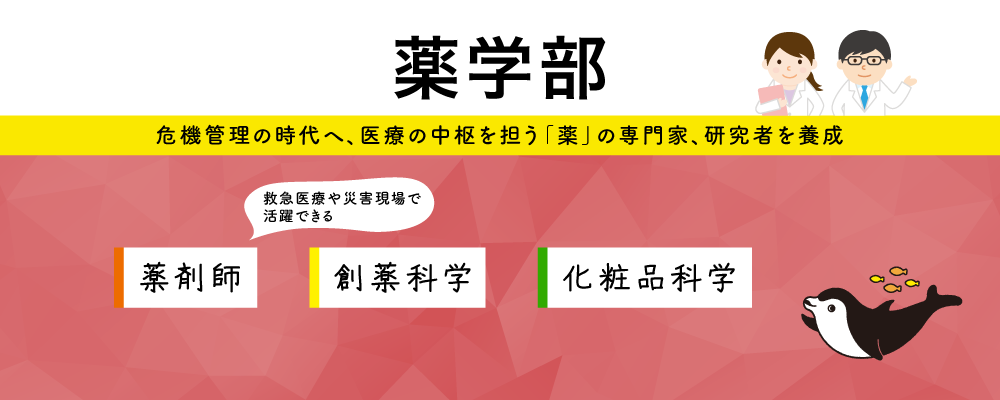 薬学部
危機管理の時代へ、医療の中枢を担う「薬」の専門家、研究者を養成
救急医療や災害現場で
活躍できる
薬剤師
創薬科学
化粧品科学